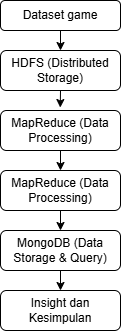 Dataset game
HDFS (Distributed
Storage)
MapReduce (Data
Processing)
MapReduce (Data
Processing)
MongoDB (Data
Storage & Query)
Insight dan
Kesimpulan